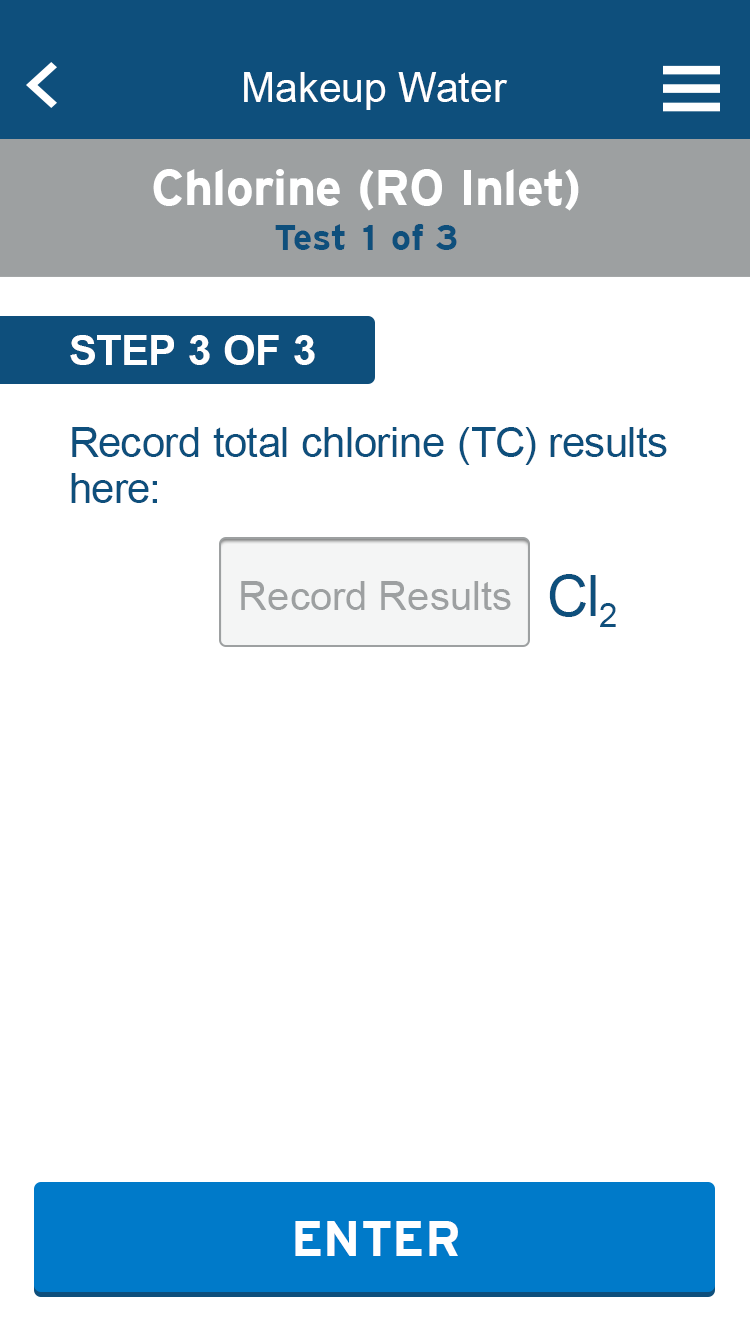 Makeup Water
Chlorine (RO Inlet)
Test 1 of 3
STEP 3 OF 3
Record total chlorine (TC) results
here:
Record Results Cl₂
ENTER